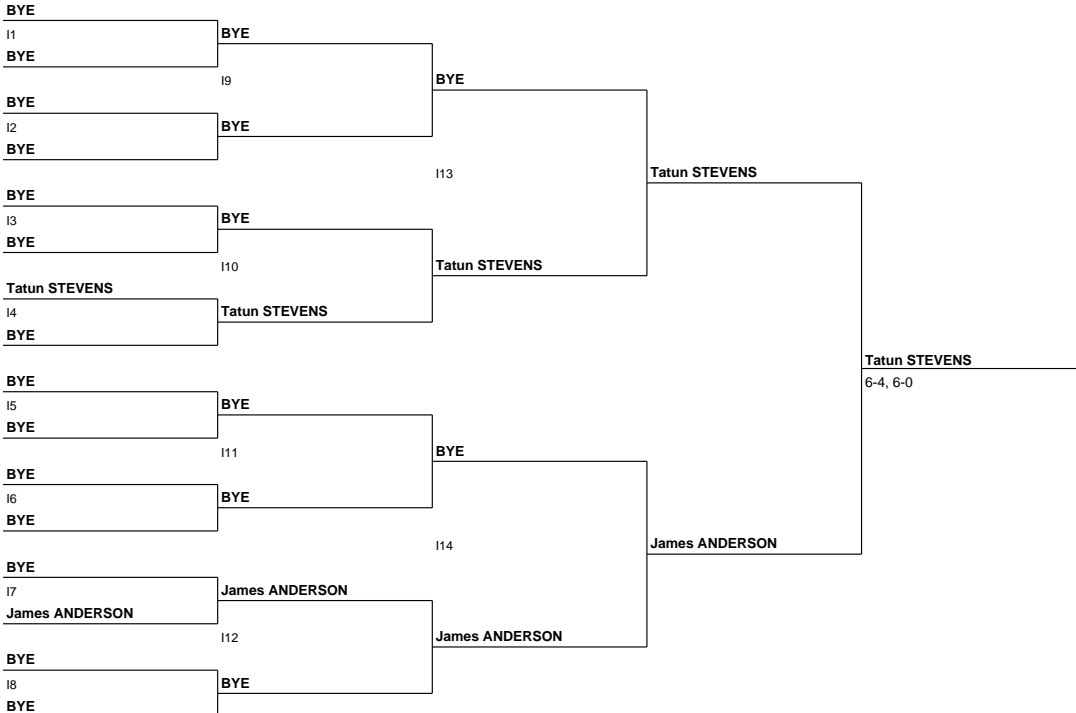 BYE
I1
BYE
BYE
I9
BYE
BYE
I2
BYE
BYE
I13
Tatun STEVENS
BYE
I3
BYE
BYE
I10
Tatun STEVENS
Tatun STEVENS
I4
Tatun STEVENS
BYE
Tatun STEVENS
6-4, 6-0
BYE
I5
BYE
BYE
I11
BYE
BYE
I6
BYE
BYE
I14
James ANDERSON
BYE
I7
James ANDERSON
James ANDERSON
I12
James ANDERSON
BYE
I8
BYE
BYE